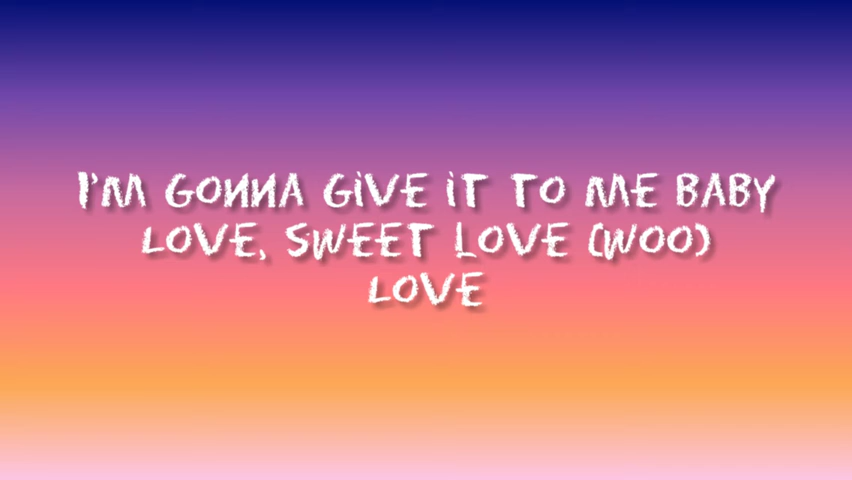 I'M GONNA GIVE IT TO ME BABY
LOVE, SWEET LOVE (WOO)
LOVE